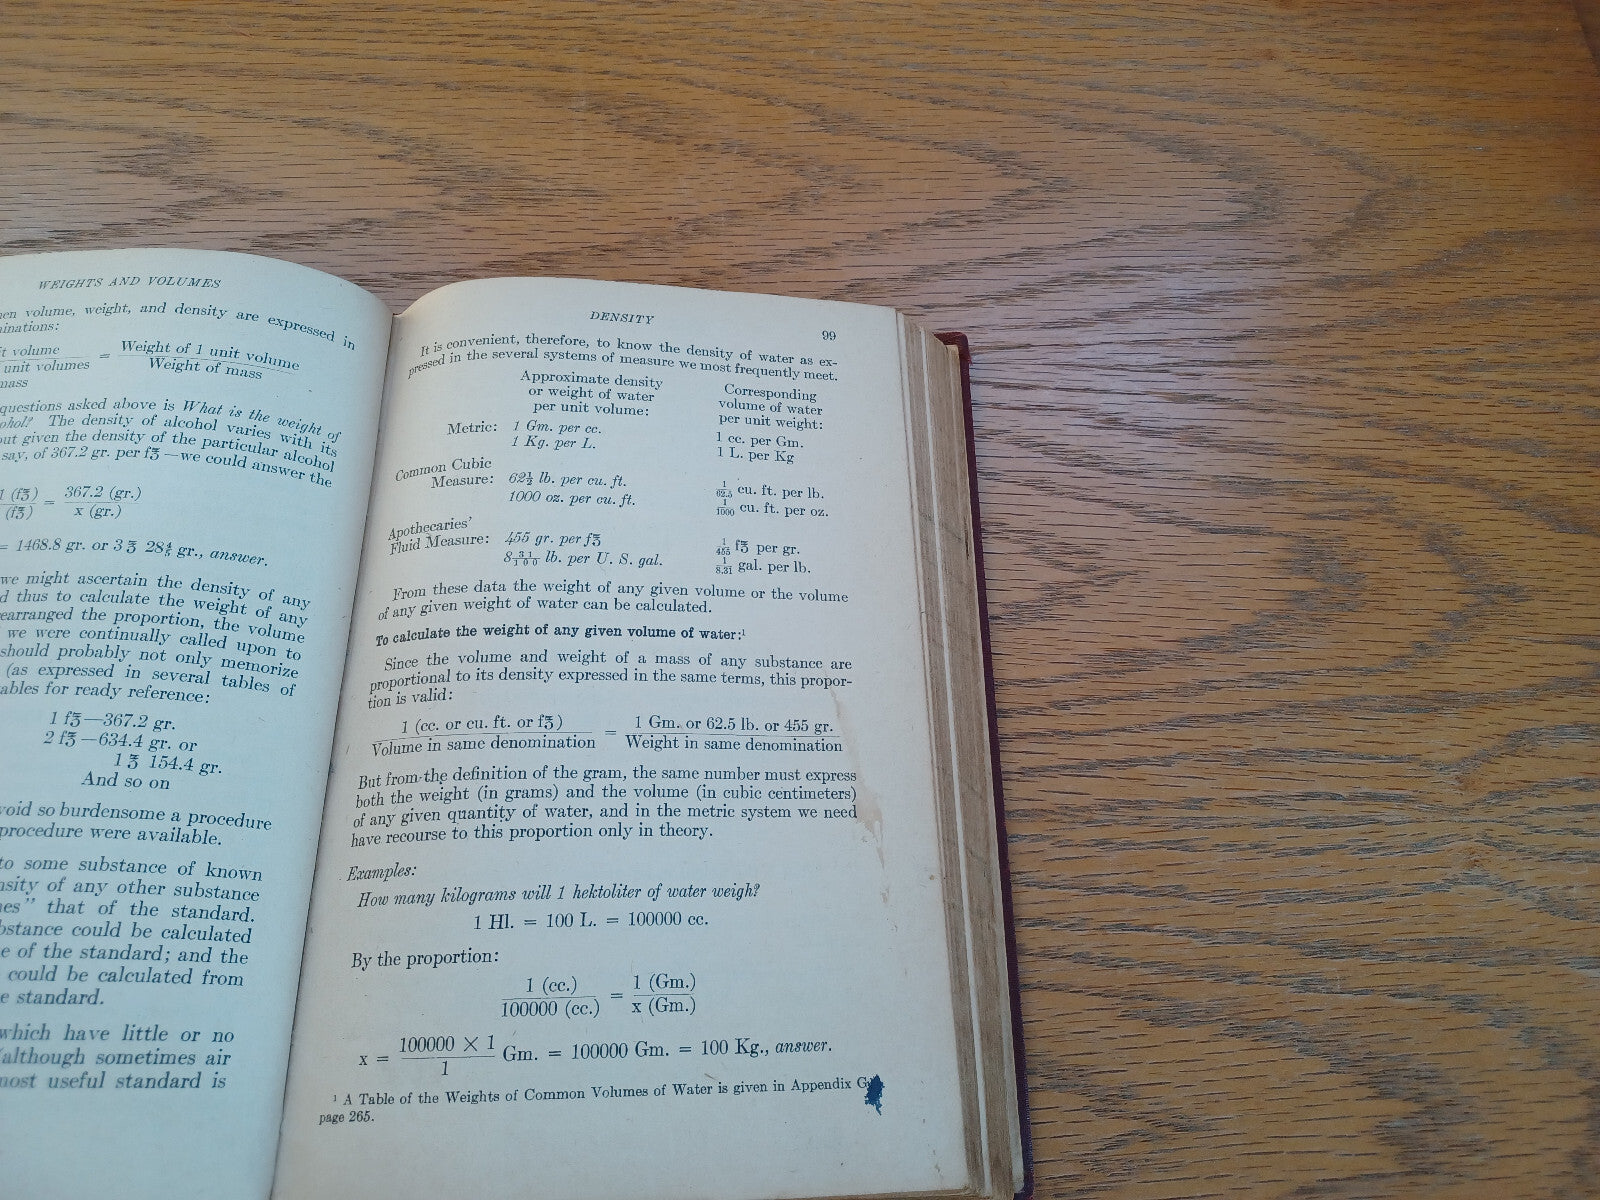 WEIGHTS AND VOLUMES
volume, weight, and density are expressed in
volume = Weight of 1 unit volume
unit volumes Weight of mass
mass
questions asked above is What is the weight of
The density of alcohol varies with its
given the density of the particular alcohol
say, of 367.2 gr. per f℥—we could answer the
1 (f℥) = 367.2 (gr.)
(f℥) x (gr.)
= 1468.8 gr. or 3 ℥ 28⅘ gr., answer.
we might ascertain the density of any
thus to calculate the weight of any
the proportion, the volume
we were continually called upon to
should probably not only memorize
(as expressed in several tables of
for ready reference:
1 f℥—367.2 gr.
2 f℥—634.4 gr. or
1 ℥ 154.4 gr.
And so on
so burdensome a procedure
procedure were available.
to some substance of known
of any other substance
that of the standard.
could be calculated
of the standard; and the
could be calculated from
standard.
which have little or no
(although sometimes air
most useful standard is
DENSITY 99
It is convenient, therefore, to know the density of water as ex-
pressed in the several systems of measure we most frequently meet.
Approximate density
or weight of water
per unit volume:
Corresponding
volume of water
per unit weight:
Metric: 1 Gm. per cc. 1 cc. per Gm.
1 Kg. per L. 1 L. per Kg
Common Cubic
Measure: 62½ lb. per cu. ft. 1/62.5 cu. ft. per lb.
1000 oz. per cu. ft. 1/1000 cu. ft. per oz.
Apothecaries'
Fluid Measure: 455 gr. per f℥ 1/455 f℥ per gr.
8 31/100 lb. per U. S. gal. 1/8.31 gal. per lb.
From these data the weight of any given volume or the volume
of any given weight of water can be calculated.
To calculate the weight of any given volume of water:¹
Since the volume and weight of a mass of any substance are
proportional to its density expressed in the same terms, this propor-
tion is valid:
1 (cc. or cu. ft. or f℥) = 1 Gm. or 62.5 lb. or 455 gr.
Volume in same denomination Weight in same denomination
But from the definition of the gram, the same number must express
both the weight (in grams) and the volume (in cubic centimeters)
of any given quantity of water, and in the metric system we need
have recourse to this proportion only in theory.
Examples:
How many kilograms will 1 hektoliter of water weigh?
1 Hl. = 100 L. = 100000 cc.
By the proportion:
1 (cc.) = 1 (Gm.)
100000 (cc.) x (Gm.)
x = 100000 × 1 Gm. = 100000 Gm. = 100 Kg., answer.
1
¹ A Table of the Weights of Common Volumes of Water is given in Appendix
page 265.